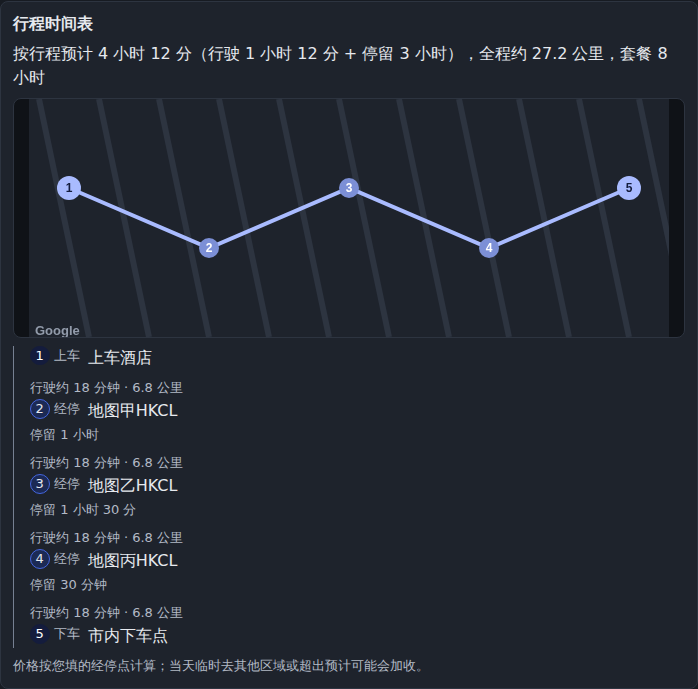 行程时间表
按行程预计 4 小时 12 分（行驶 1 小时 12 分 + 停留 3 小时），全程约 27.2 公里，套餐 8
小时
1
2
3
4
5
Google
1 上车 上车酒店
行驶约 18 分钟 · 6.8 公里
2 经停 地图甲HKCL
停留 1 小时
行驶约 18 分钟 · 6.8 公里
3 经停 地图乙HKCL
停留 1 小时 30 分
行驶约 18 分钟 · 6.8 公里
4 经停 地图丙HKCL
停留 30 分钟
行驶约 18 分钟 · 6.8 公里
5 下车 市内下车点
价格按您填的经停点计算；当天临时去其他区域或超出预计可能会加收。